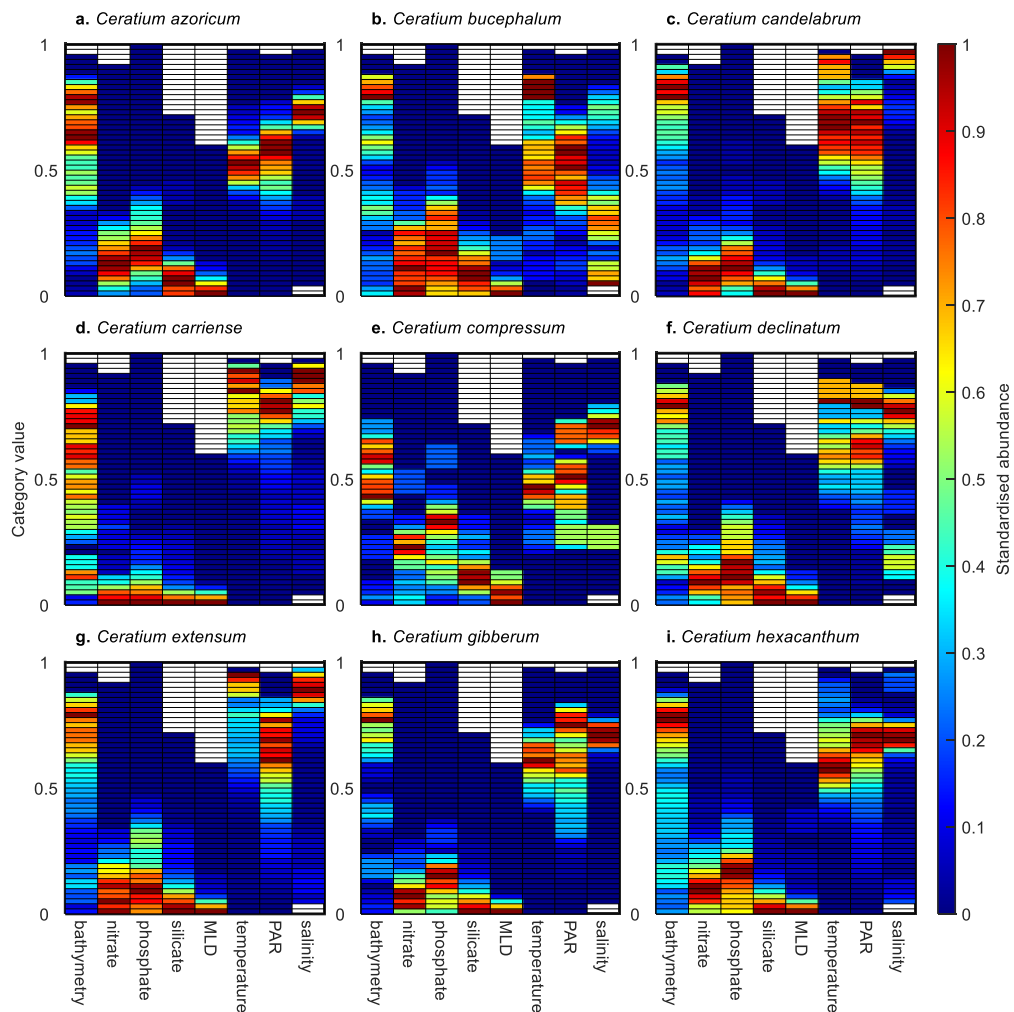 a. Ceratium azoricum
b. Ceratium bucephalum
c. Ceratium candelabrum
1
0.5
0
1
0.5
0
1
0.5
0
d. Ceratium carriense
e. Ceratium compressum
f. Ceratium declinatum
1
0.5
0
1
0.5
0
1
0.5
0
Category value
g. Ceratium extensum
h. Ceratium gibberum
i. Ceratium hexacanthum
1
0.5
0
1
0.5
0
1
0.5
0
bathymetry
nitrate
phosphate
silicate
MLD
temperature
PAR
salinity
bathymetry
nitrate
phosphate
silicate
MLD
temperature
PAR
salinity
bathymetry
nitrate
phosphate
silicate
MLD
temperature
PAR
salinity
1
0.9
0.8
0.7
0.6
0.5
0.4
0.3
0.2
0.1
0
Standardised abundance